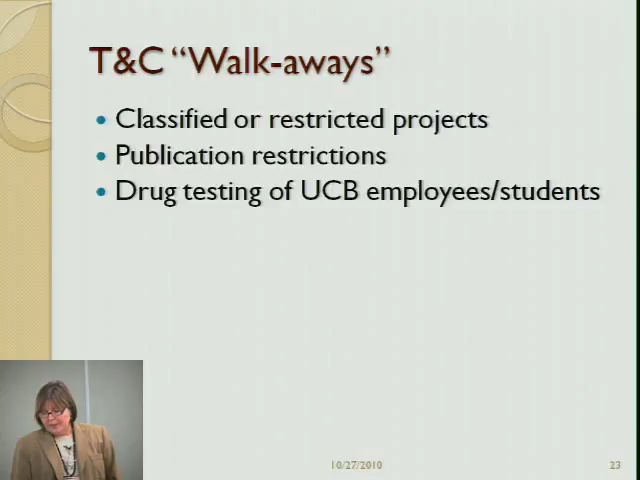 T&C “Walk-aways”
Classified or restricted projects
Publication restrictions
Drug testing of UCB employees/students
10/27/2010
23